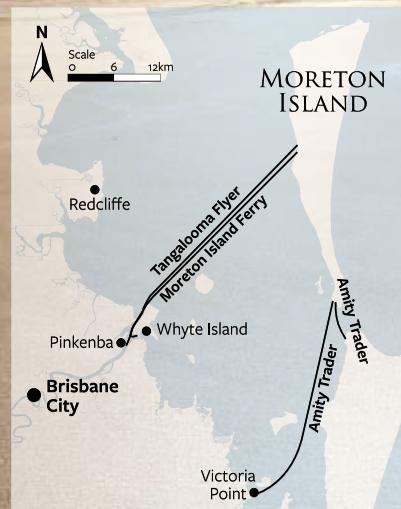 N
Scale
0 6 12km
MORETON
ISLAND
Redcliffe
Tangalooma Flyer
Moreton Island Ferry
Whyte Island
Pinkenba
Brisbane
City
Amity Trader
Amity Trader
Victoria
Point